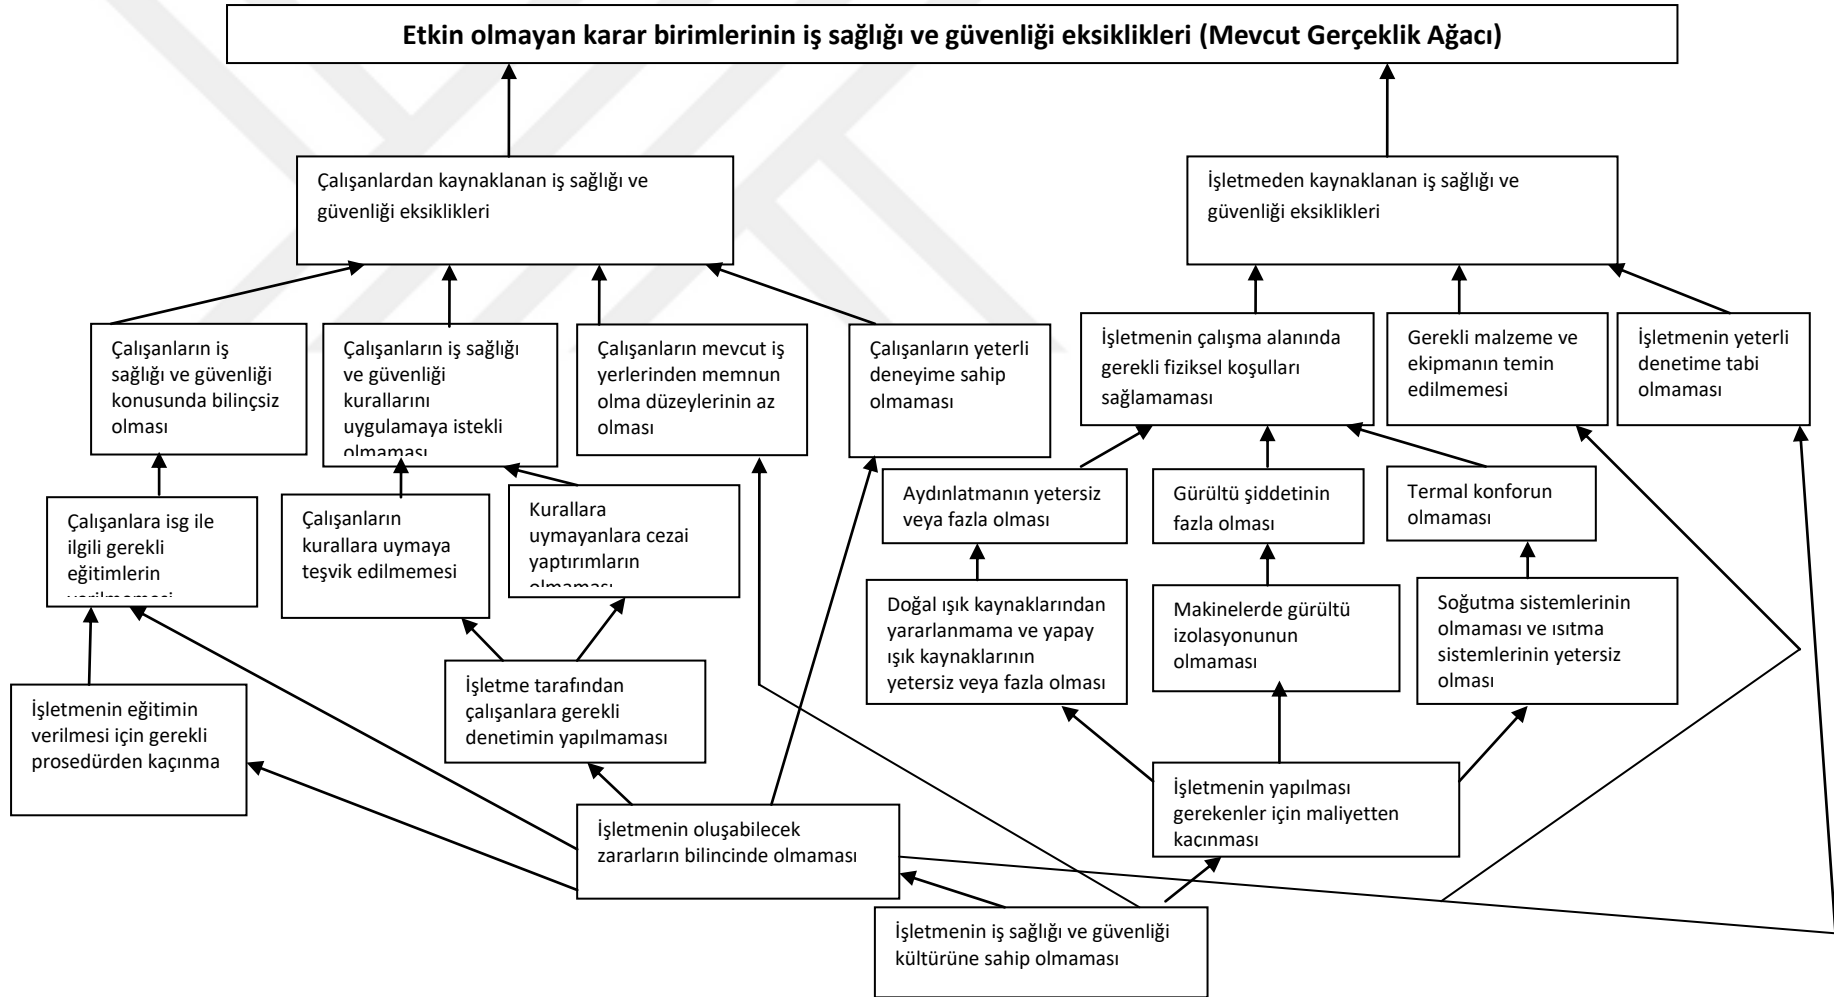 Etkin olmayan karar birimlerinin iş sağlığı ve güvenliği eksiklikleri (Mevcut Gerçeklik Ağacı)
Çalışanlardan kaynaklanan iş sağlığı ve
güvenliği eksiklikleri
İşletmeden kaynaklanan iş sağlığı ve
güvenliği eksiklikleri
Çalışanların iş
sağlığı ve güvenliği
konusunda bilinçsiz
olması
Çalışanların iş sağlığı
ve güvenliği
kurallarını
uygulamaya istekli
olmaması
Çalışanların mevcut iş
yerlerinden memnun
olma düzeylerinin az
olması
Çalışanların yeterli
deneyime sahip
olmaması
İşletmenin çalışma alanında
gerekli fiziksel koşulları
sağlamaması
Gerekli malzeme ve
ekipmanın temin
edilmemesi
İşletmenin yeterli
denetime tabi
olmaması
Çalışanlara isg ile
ilgili gerekli
eğitimlerin
verilmemesi
Çalışanların
kurallara uymaya
teşvik edilmemesi
Kurallara
uymayanlara cezai
yaptırımların
olmaması
Aydınlatmanın yetersiz
veya fazla olması
Gürültü şiddetinin
fazla olması
Termal konforun
olmaması
Doğal ışık kaynaklarından
yararlanmama ve yapay
ışık kaynaklarının
yetersiz veya fazla olması
Makinelerde gürültü
izolasyonunun
olmaması
Soğutma sistemlerinin
olmaması ve ısıtma
sistemlerinin yetersiz
olması
İşletmenin eğitimin
verilmesi için gerekli
prosedürden kaçınma
İşletme tarafından
çalışanlara gerekli
denetimin yapılmaması
İşletmenin oluşabilecek
zararların bilincinde olmaması
İşletmenin yapılması
gerekenler için maliyetten
kaçınması
İşletmenin iş sağlığı ve güvenliği
kültürüne sahip olmaması